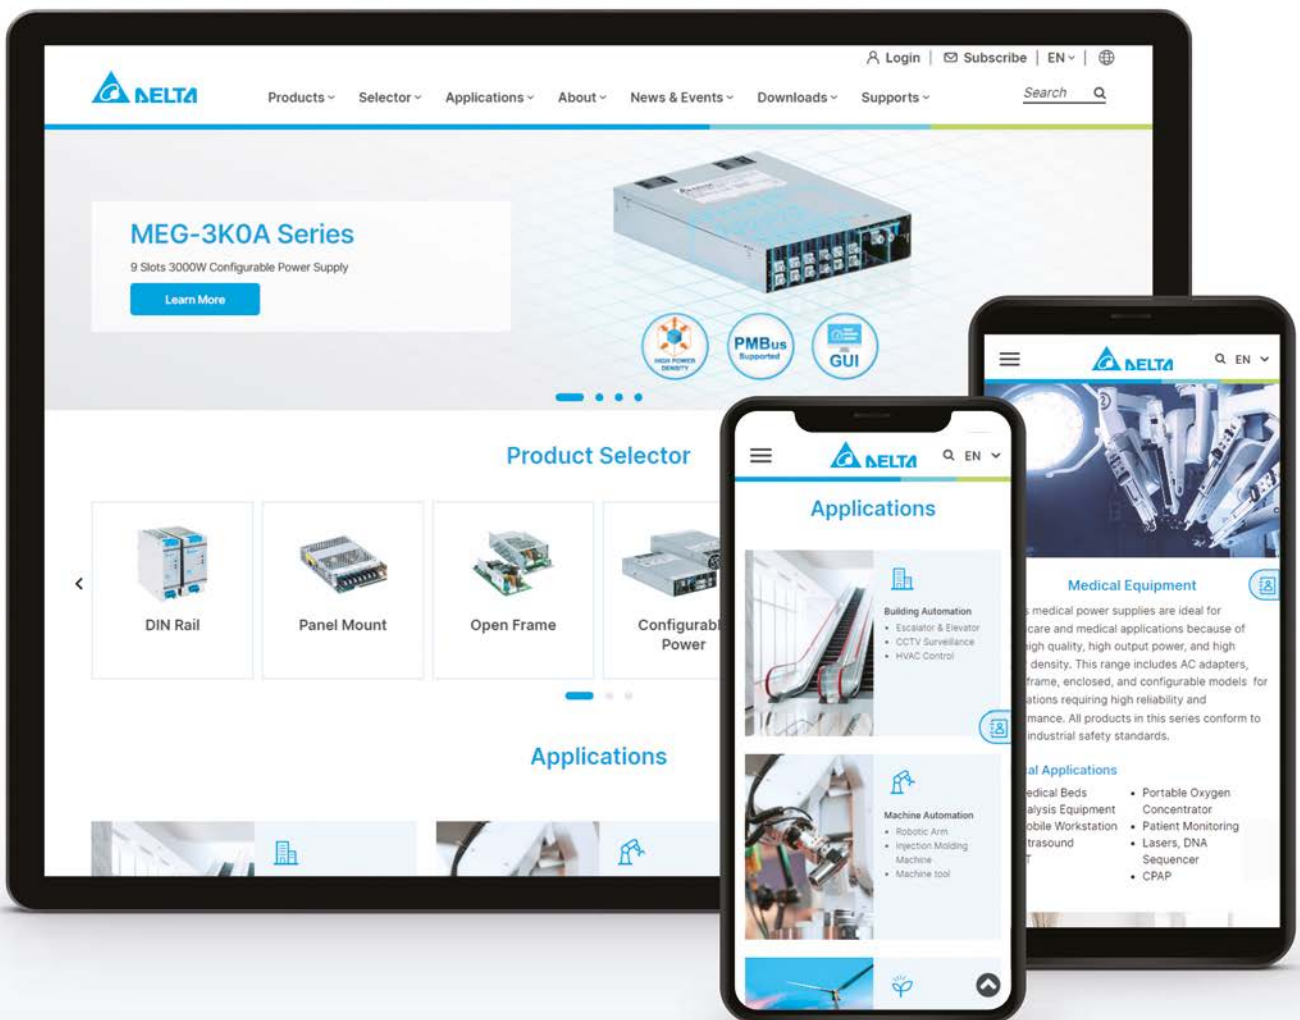 Login | Subscribe | EN
DELTA
Products Selector Applications About News & Events Downloads Supports
Search
MEG-3K0A Series
9 Slots 3000W Configurable Power Supply
Learn More
HIGH POWER
DENSITY
PMBus
Supported
GUI
Product Selector
DIN Rail
Panel Mount
Open Frame
Configurabl
Power
Applications
DELTA
EN
Applications
Building Automation
• Escalator & Elevator
• CCTV Surveillance
• HVAC Control
Machine Automation
• Robotic Arm
• Injection Molding
Machine
• Machine tool
DELTA
EN
Medical Equipment
s medical power supplies are ideal for
care and medical applications because of
igh quality, high output power, and high
density. This range includes AC adapters,
frame, enclosed, and configurable models for
ations requiring high reliability and
rmance. All products in this series conform to
industrial safety standards.
al Applications
edical Beds
alysis Equipment
obile Workstation
trasound
T
• Portable Oxygen
Concentrator
• Patient Monitoring
• Lasers, DNA
Sequencer
• CPAP